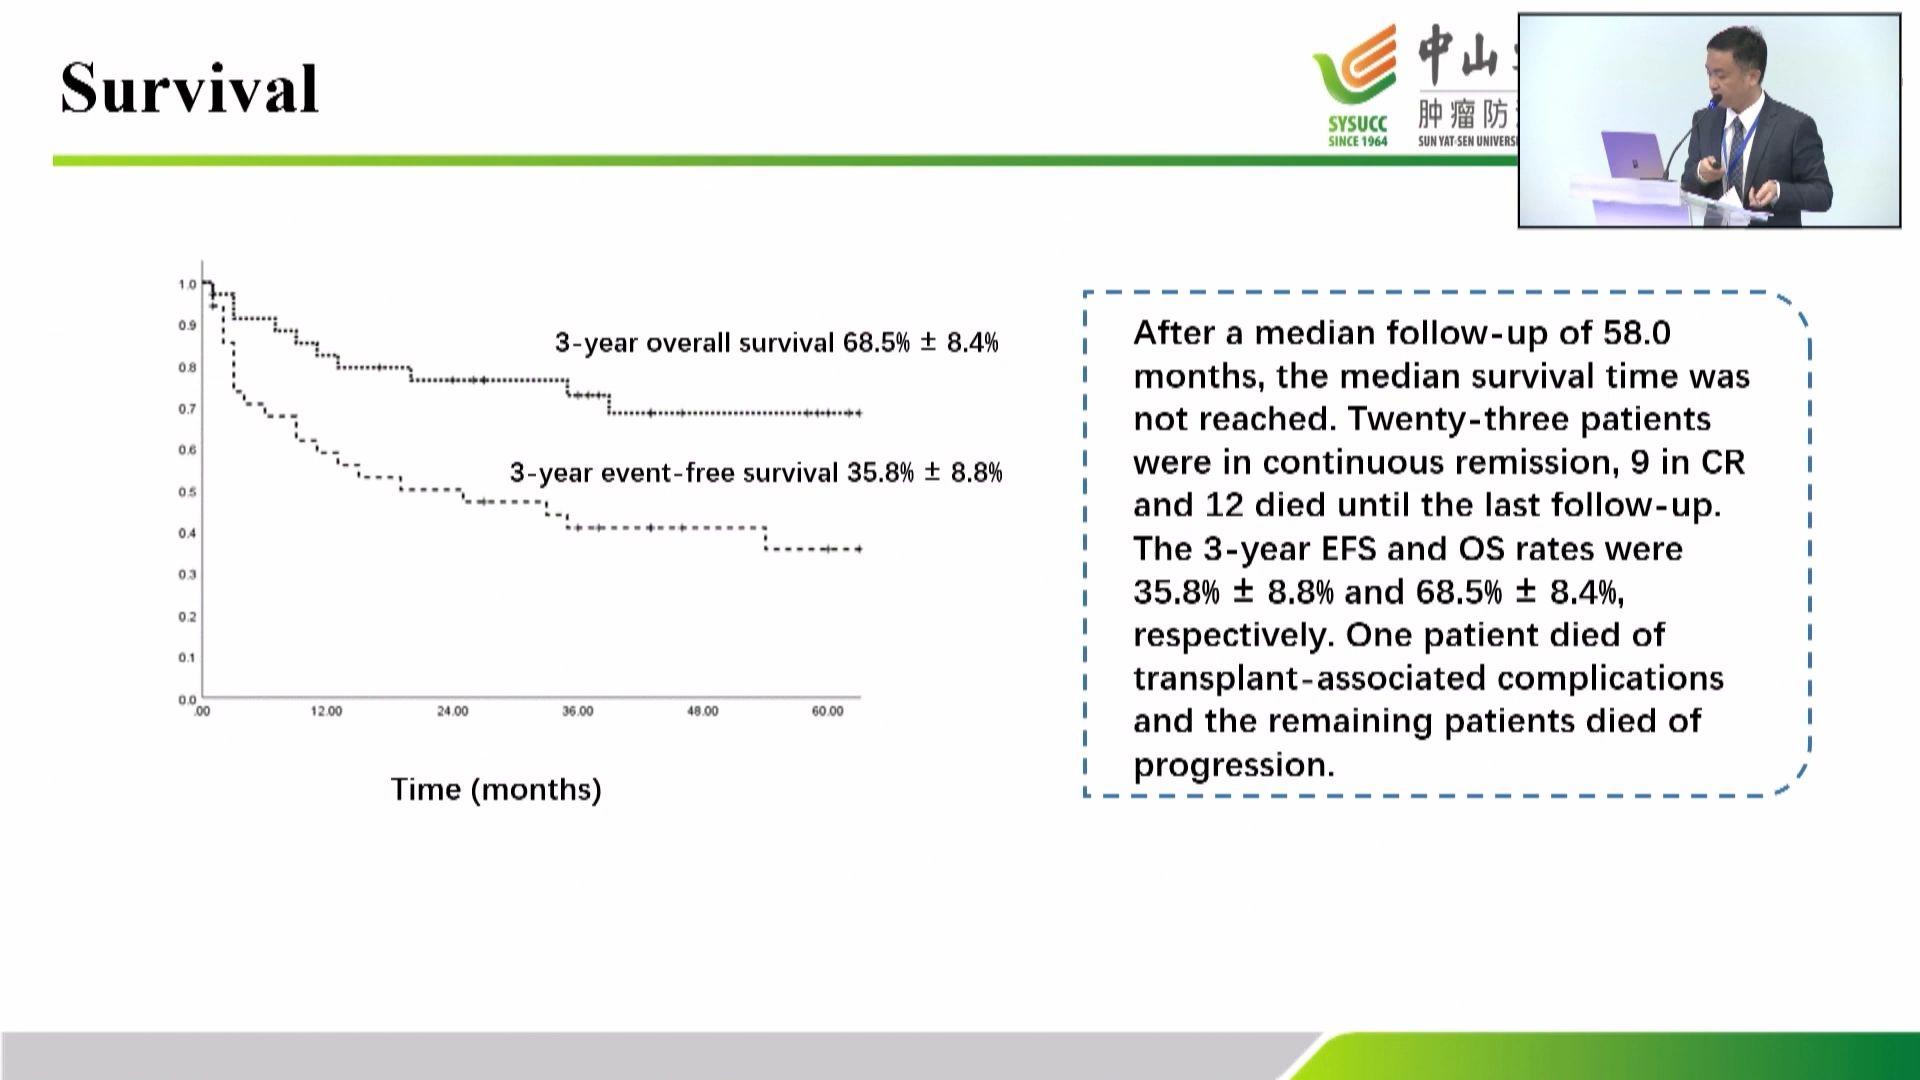 Survival
SYSUCC
SINCE 1964
中山
肿瘤防
SUN YAT-SEN
1.0
0.9
0.8
0.7
0.6
0.5
0.4
0.3
0.2
0.1
0.0
3-year overall survival 68.5% ± 8.4%
3-year event-free survival 35.8% ± 8.8%
.00 12.00 24.00 36.00 48.00 60.00
Time (months)
After a median follow-up of 58.0
months, the median survival time was
not reached. Twenty-three patients
were in continuous remission, 9 in CR
and 12 died until the last follow-up.
The 3-year EFS and OS rates were
35.8% ± 8.8% and 68.5% ± 8.4%,
respectively. One patient died of
transplant-associated complications
and the remaining patients died of
progression.